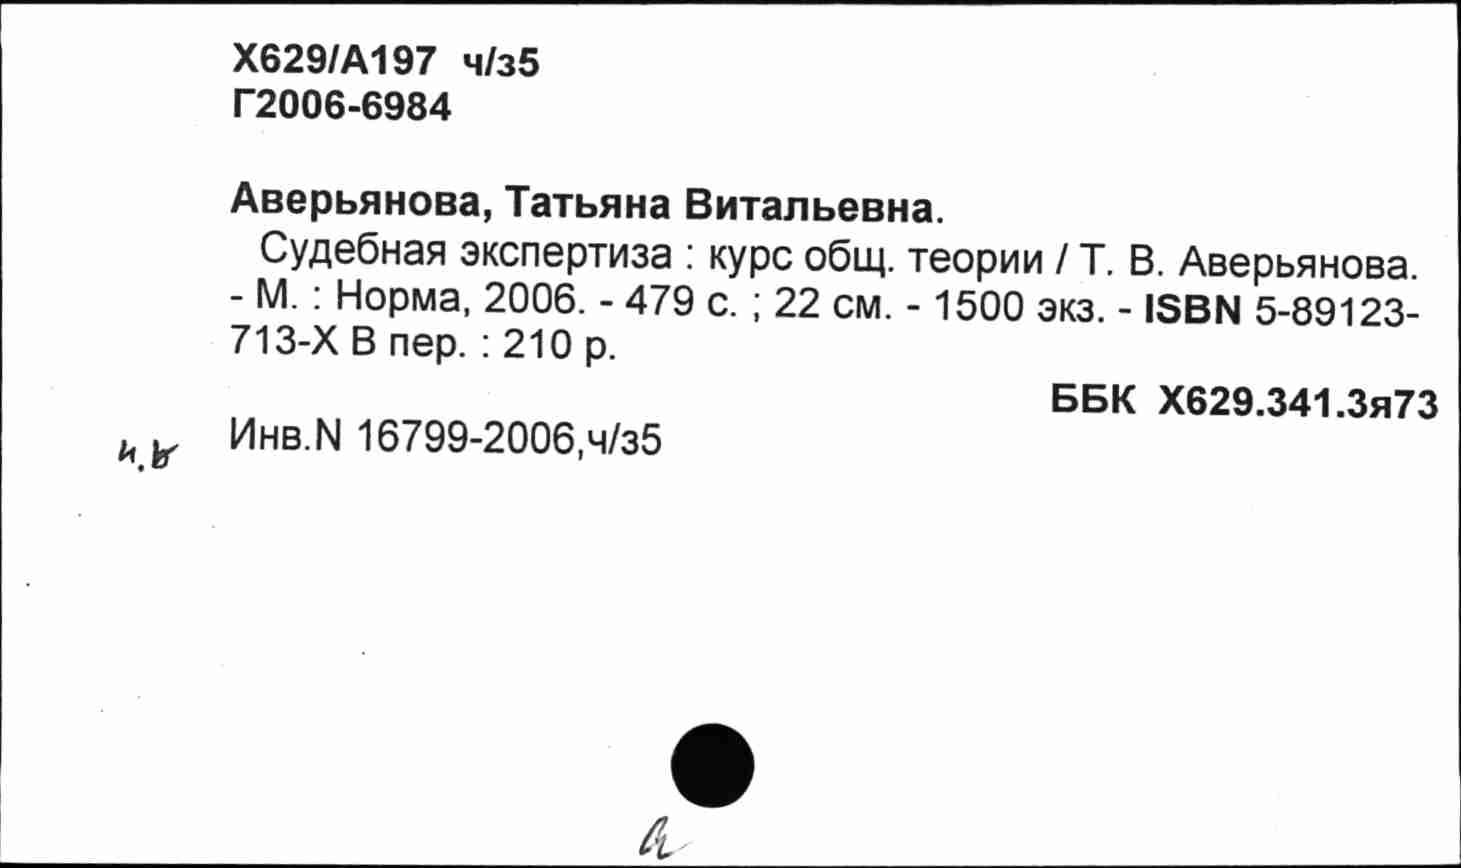 Х629/А197 ч/з5
Г2006-6984
Аверьянова, Татьяна Витальевна.
Судебная экспертиза : курс общ. теории / Т. В. Аверьянова.
- М. : Норма, 2006. - 479 с. ; 22 см. - 1500 экз. - ISBN 5-89123-
713-Х В пер. : 210 р.
ББК Х629.341.3я73
Инв.N 16799-2006,ч/з5